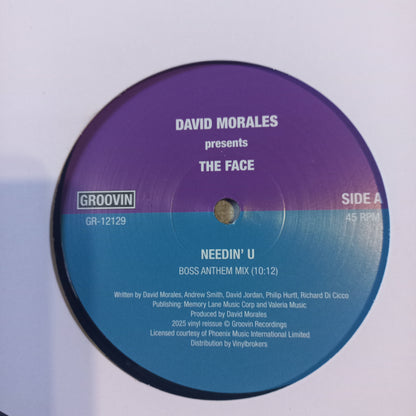 DAVID MORALES
presents
THE FACE
GROOVIN
SIDE A
GR-12129
45 RPM
NEEDIN' U
BOSS ANTHEM MIX (10:12)
Written by David Morales, Andrew Smith, David Jordan, Philip Hurtt, Richard Di Cicco
Publishing: Memory Lane Music Corp and Valeria Music
Produced by David Morales
2025 vinyl reissue © Groovin Recordings
Licensed courtesy of Phoenix Music International Limited
Distribution by Vinylbrokers